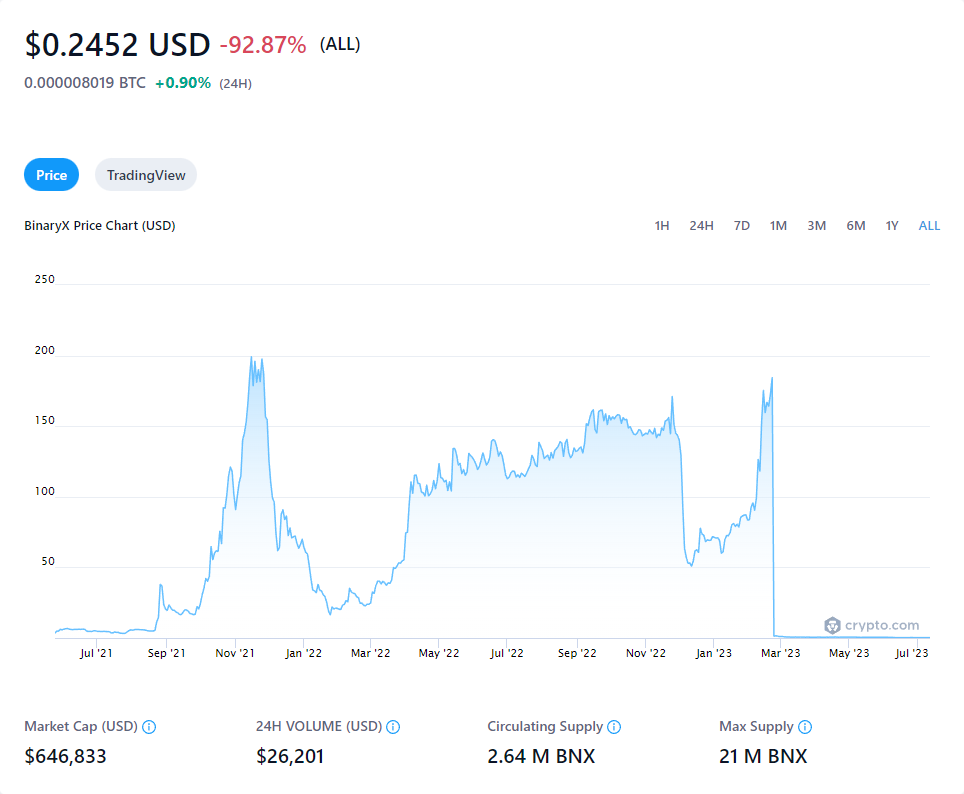 $0.2452 USD -92.87% (ALL)
0.000008019 BTC +0.90% (24H)
Price TradingView
BinaryX Price Chart (USD) 1H 24H 7D 1M 3M 6M 1Y ALL
250
200
150
100
50
crypto.com
Jul '21 Sep '21 Nov '21 Jan '22 Mar '22 May '22 Jul '22 Sep '22 Nov '22 Jan '23 Mar '23 May '23 Jul '23
Market Cap (USD) 24H VOLUME (USD) Circulating Supply Max Supply
$646,833 $26,201 2.64 M BNX 21 M BNX